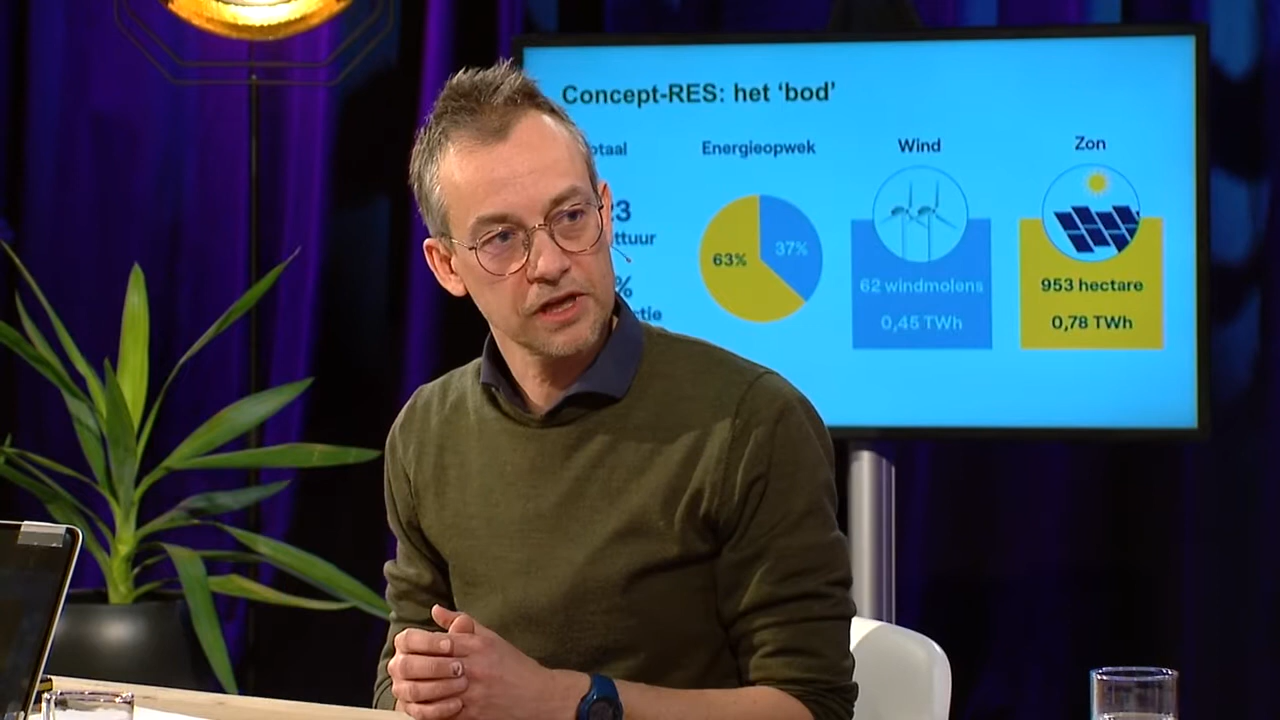 Concept-RES: het ‘bod’
Energieopwek
Wind
Zon
63%
37%
62 windmolens
0,45 TWh
953 hectare
0,78 TWh